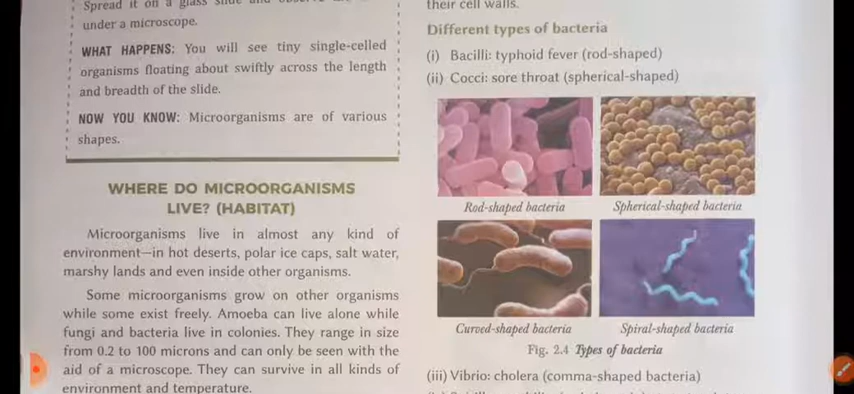 Spread it on a glass slide and observe
under a microscope.
WHAT HAPPENS: You will see tiny single-celled
organisms floating about swiftly across the length
and breadth of the slide.
NOW YOU KNOW: Microorganisms are of various
shapes.
WHERE DO MICROORGANISMS
LIVE? (HABITAT)
Microorganisms live in almost any kind of
environment—in hot deserts, polar ice caps, salt water,
marshy lands and even inside other organisms.
Some microorganisms grow on other organisms
while some exist freely. Amoeba can live alone while
fungi and bacteria live in colonies. They range in size
from 0.2 to 100 microns and can only be seen with the
aid of a microscope. They can survive in all kinds of
environment and temperature.
their cell walls.
Different types of bacteria
(i) Bacilli: typhoid fever (rod-shaped)
(ii) Cocci: sore throat (spherical-shaped)
Rod-shaped bacteria
Spherical-shaped bacteria
Curved-shaped bacteria
Spiral-shaped bacteria
Fig. 2.4 Types of bacteria
(iii) Vibrio: cholera (comma-shaped bacteria)